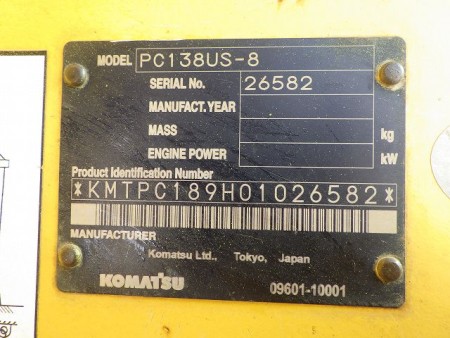 MODEL PC138US-8
SERIAL No. 26582
MANUFACT. YEAR
MASS kg
ENGINE POWER kW
Product Identification Number
*KMTPC189H01026582*
MANUFACTURER
Komatsu Ltd., Tokyo, Japan
KOMATSU 09601-10001